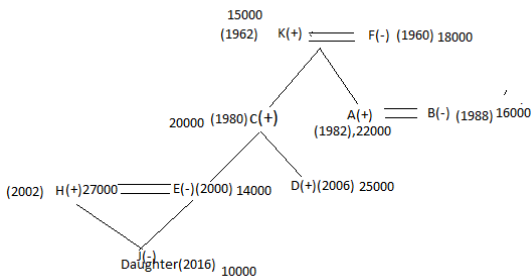 15000
(1962) K(+) F(-) (1960) 18000
20000 (1980) C(+) A(+) B(-) (1988) 16000
(1982),22000
(2002) H(+)27000 E(-)(2000) 14000 D(+)(2006) 25000
J(-)
Daughter(2016) 10000